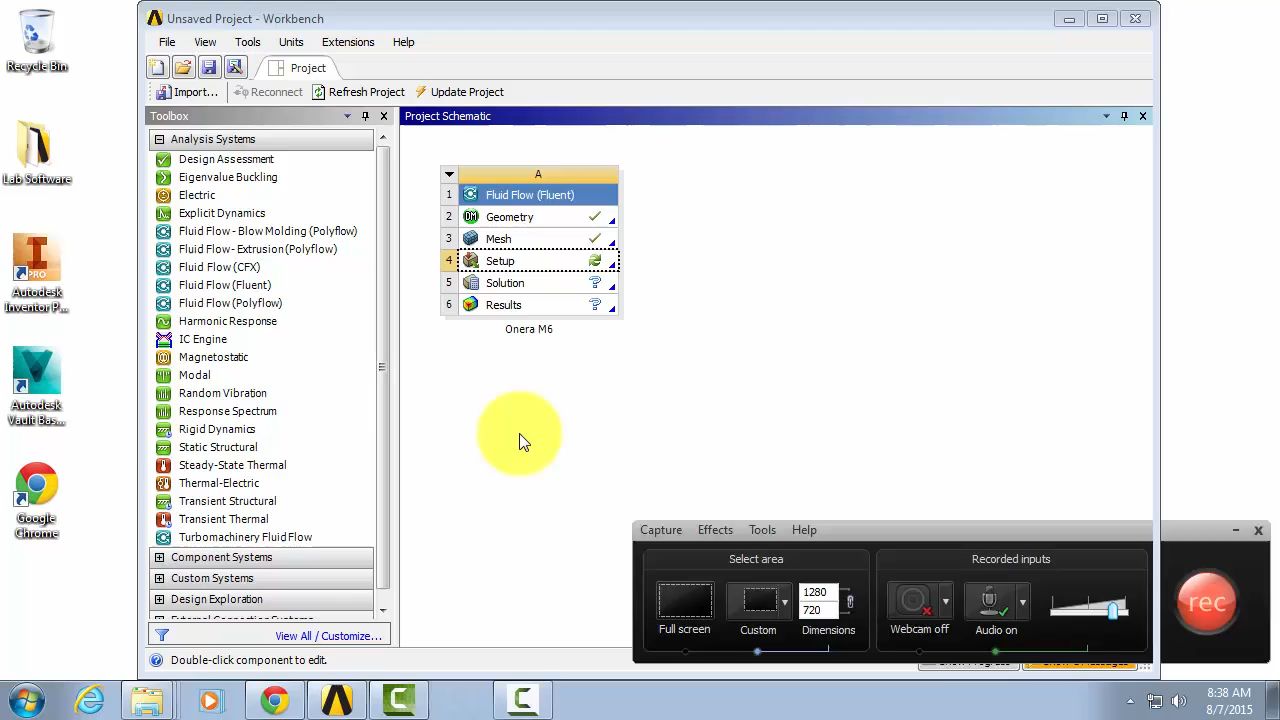 Recycle Bin
Lab Software
Autodesk
Inventor P...
Autodesk
Vault Bas...
Google
Chrome
Unsaved Project - Workbench
File View Tools Units Extensions Help
Project
Import... Reconnect Refresh Project Update Project
Toolbox
Analysis Systems
Design Assessment
Eigenvalue Buckling
Electric
Explicit Dynamics
Fluid Flow - Blow Molding (Polyflow)
Fluid Flow - Extrusion(Polyflow)
Fluid Flow (CFX)
Fluid Flow (Fluent)
Fluid Flow (Polyflow)
Harmonic Response
IC Engine
Magnetostatic
Modal
Random Vibration
Response Spectrum
Rigid Dynamics
Static Structural
Steady-State Thermal
Thermal-Electric
Transient Structural
Transient Thermal
Turbomachinery Fluid Flow
Component Systems
Custom Systems
Design Exploration
View All / Customize...
Project Schematic
A
1 Fluid Flow (Fluent)
2 DM Geometry
3 Mesh
4 Setup
5 Solution ?
6 Results ?
Onera M6
Double-click component to edit.
Capture Effects Tools Help
Select area
Full screen
Custom
1280
720
Dimensions
Recorded inputs
Webcam off
Audio on
rec
8:38 AM
8/7/2015